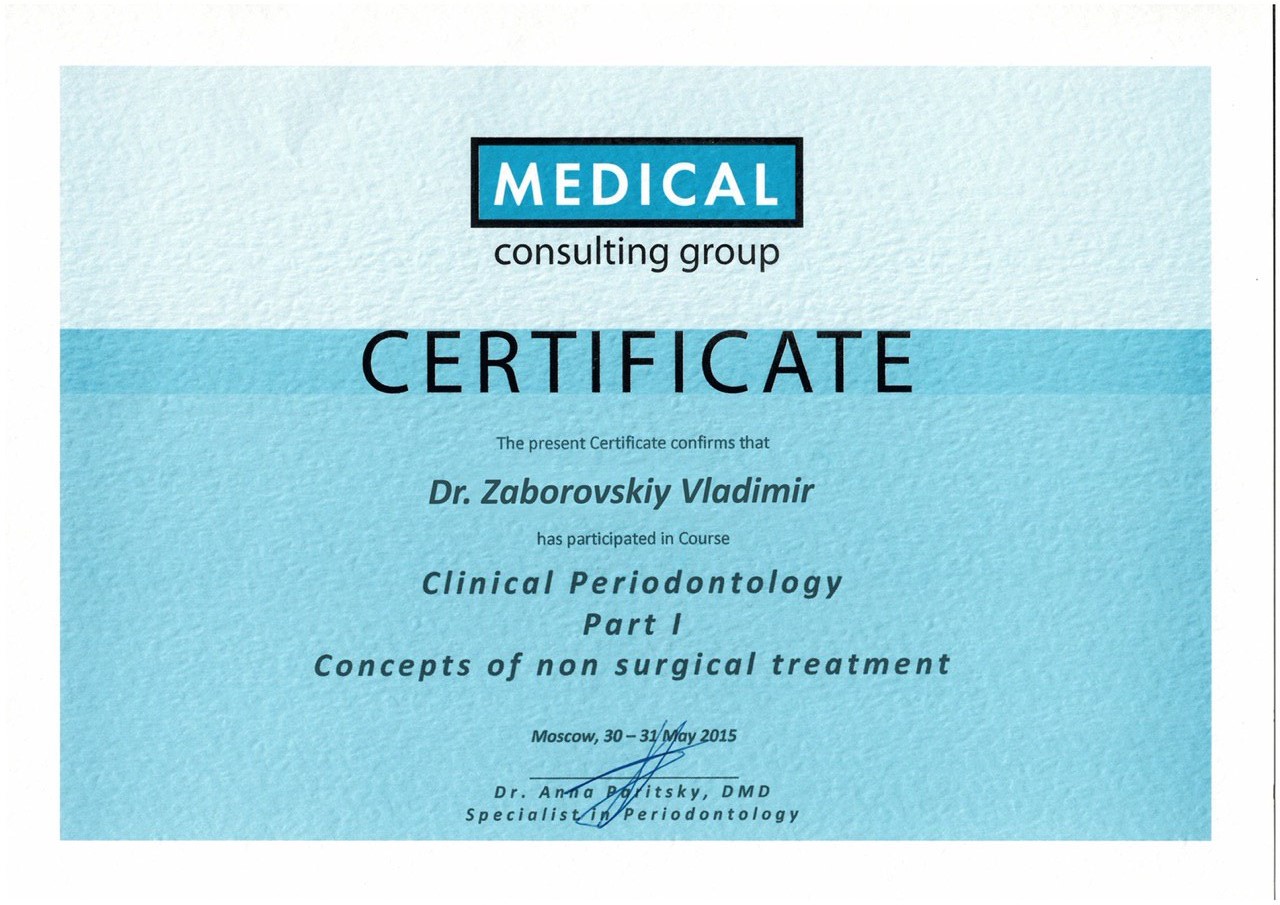 MEDICAL
consulting group
CERTIFICATE
The present Certificate confirms that
Dr. Zaborovskiy Vladimir
has participated in Course
Clinical Periodontology
Part I
Concepts of non surgical treatment
Moscow, 30 – 31 May 2015
Dr. Anna Paritsky, DMD
Specialist in Periodontology